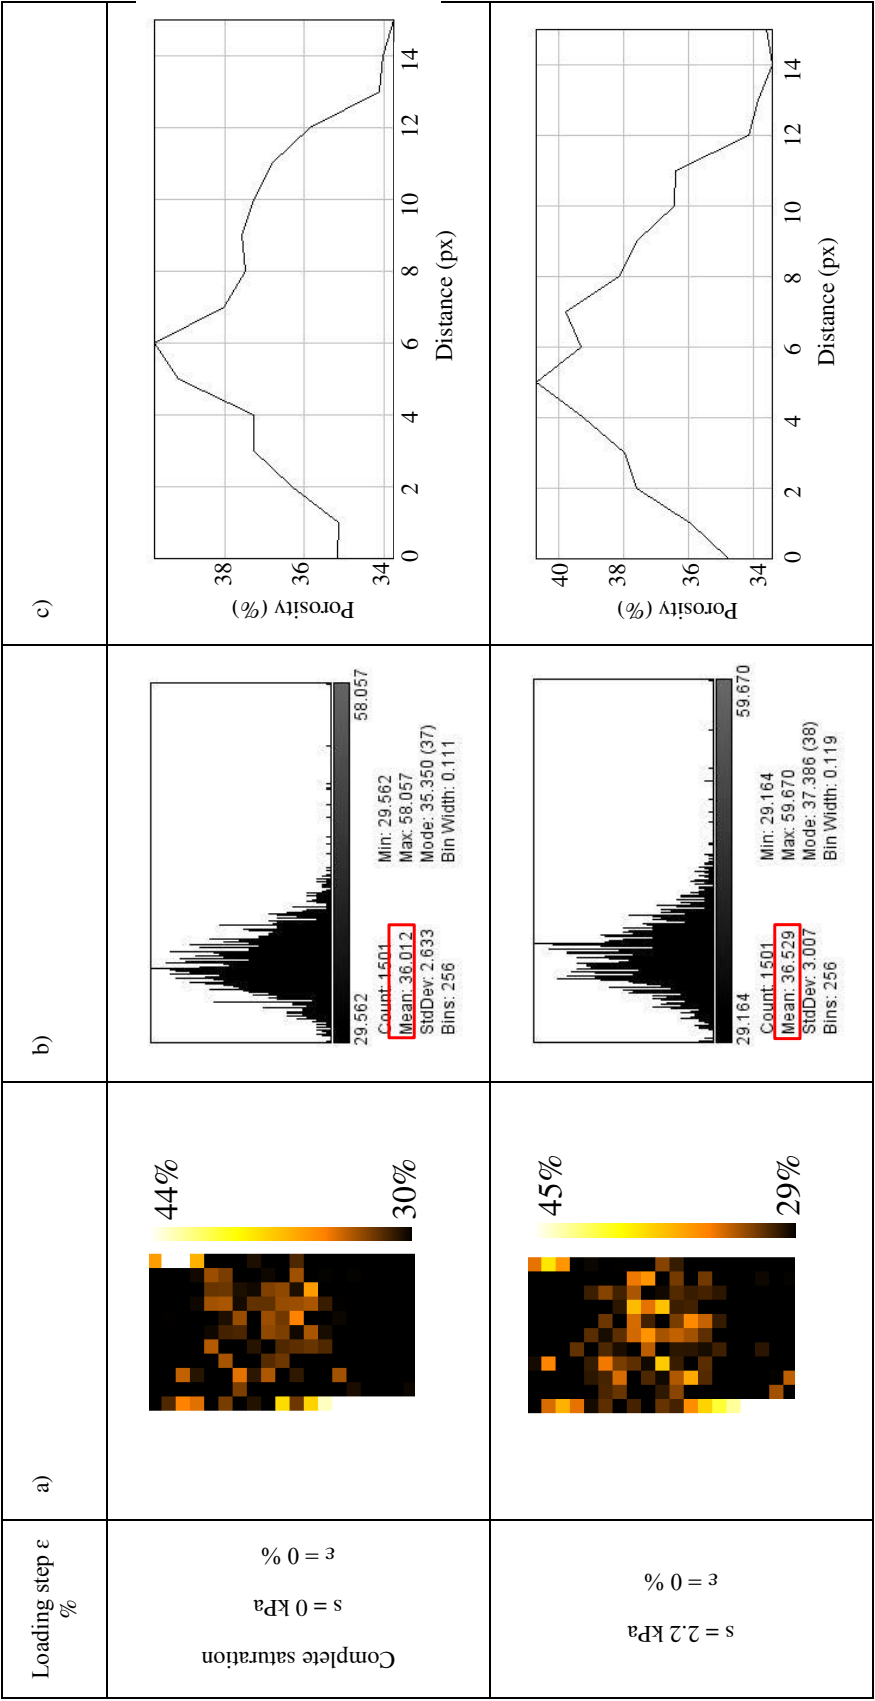 Loading step ε
%
a)
b)
c)
Complete saturation
s = 0 kPa
ε = 0 %
44%
30%
29.562
58.057
Count: 1501
Min: 29.562
Mean: 36.012
Max: 58.057
StdDev: 2.633
Mode: 35.350 (37)
Bins: 256
Bin Width: 0.111
Porosity (%)
38
36
34
0
2
4
6
8
10
12
14
Distance (px)
s = 2.2 kPa
ε = 0 %
45%
29%
29.164
59.670
Count: 1501
Min: 29.164
Mean: 36.529
Max: 59.670
StdDev: 3.007
Mode: 37.386 (38)
Bins: 256
Bin Width: 0.119
Porosity (%)
40
38
36
34
0
2
4
6
8
10
12
14
Distance (px)